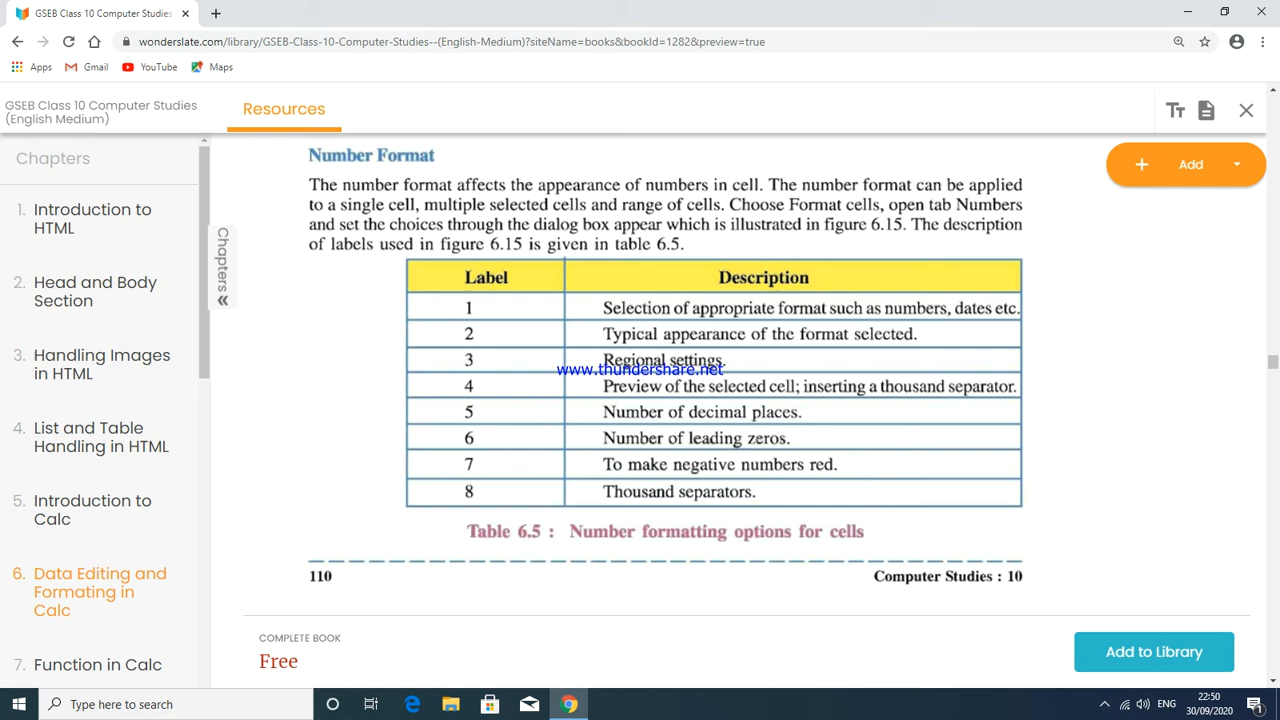 GSEB Class 10 Computer Studies
wonderslate.com/library/GSEB-Class-10-Computer-Studies--(English-Medium)?siteName=books&bookId=1282&preview=true
Apps Gmail YouTube Maps
GSEB Class 10 Computer Studies
(English Medium)
Resources
Chapters
1. Introduction to
HTML
2. Head and Body
Section
3. Handling Images
in HTML
4. List and Table
Handling in HTML
5. Introduction to
Calc
6. Data Editing and
Formating in
Calc
7. Function in Calc
Chapters
Add
Number Format
The number format affects the appearance of numbers in cell. The number format can be applied
to a single cell, multiple selected cells and range of cells. Choose Format cells, open tab Numbers
and set the choices through the dialog box appear which is illustrated in figure 6.15. The description
of labels used in figure 6.15 is given in table 6.5.
Label Description
1 Selection of appropriate format such as numbers, dates etc.
2 Typical appearance of the format selected.
3 Regional settings.
www.thundershare.net
4 Preview of the selected cell; inserting a thousand separator.
5 Number of decimal places.
6 Number of leading zeros.
7 To make negative numbers red.
8 Thousand separators.
Table 6.5 : Number formatting options for cells
110 Computer Studies : 10
COMPLETE BOOK
Free
Add to Library
Type here to search
ENG
22:50
30/09/2020